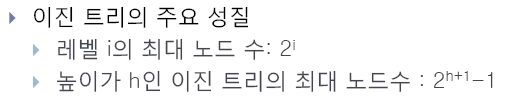 이진 트리의 주요 성질
레벨 i의 최대 노드 수: 2ⁱ
높이가 h인 이진 트리의 최대 노드수 : 2ʰ⁺¹-1